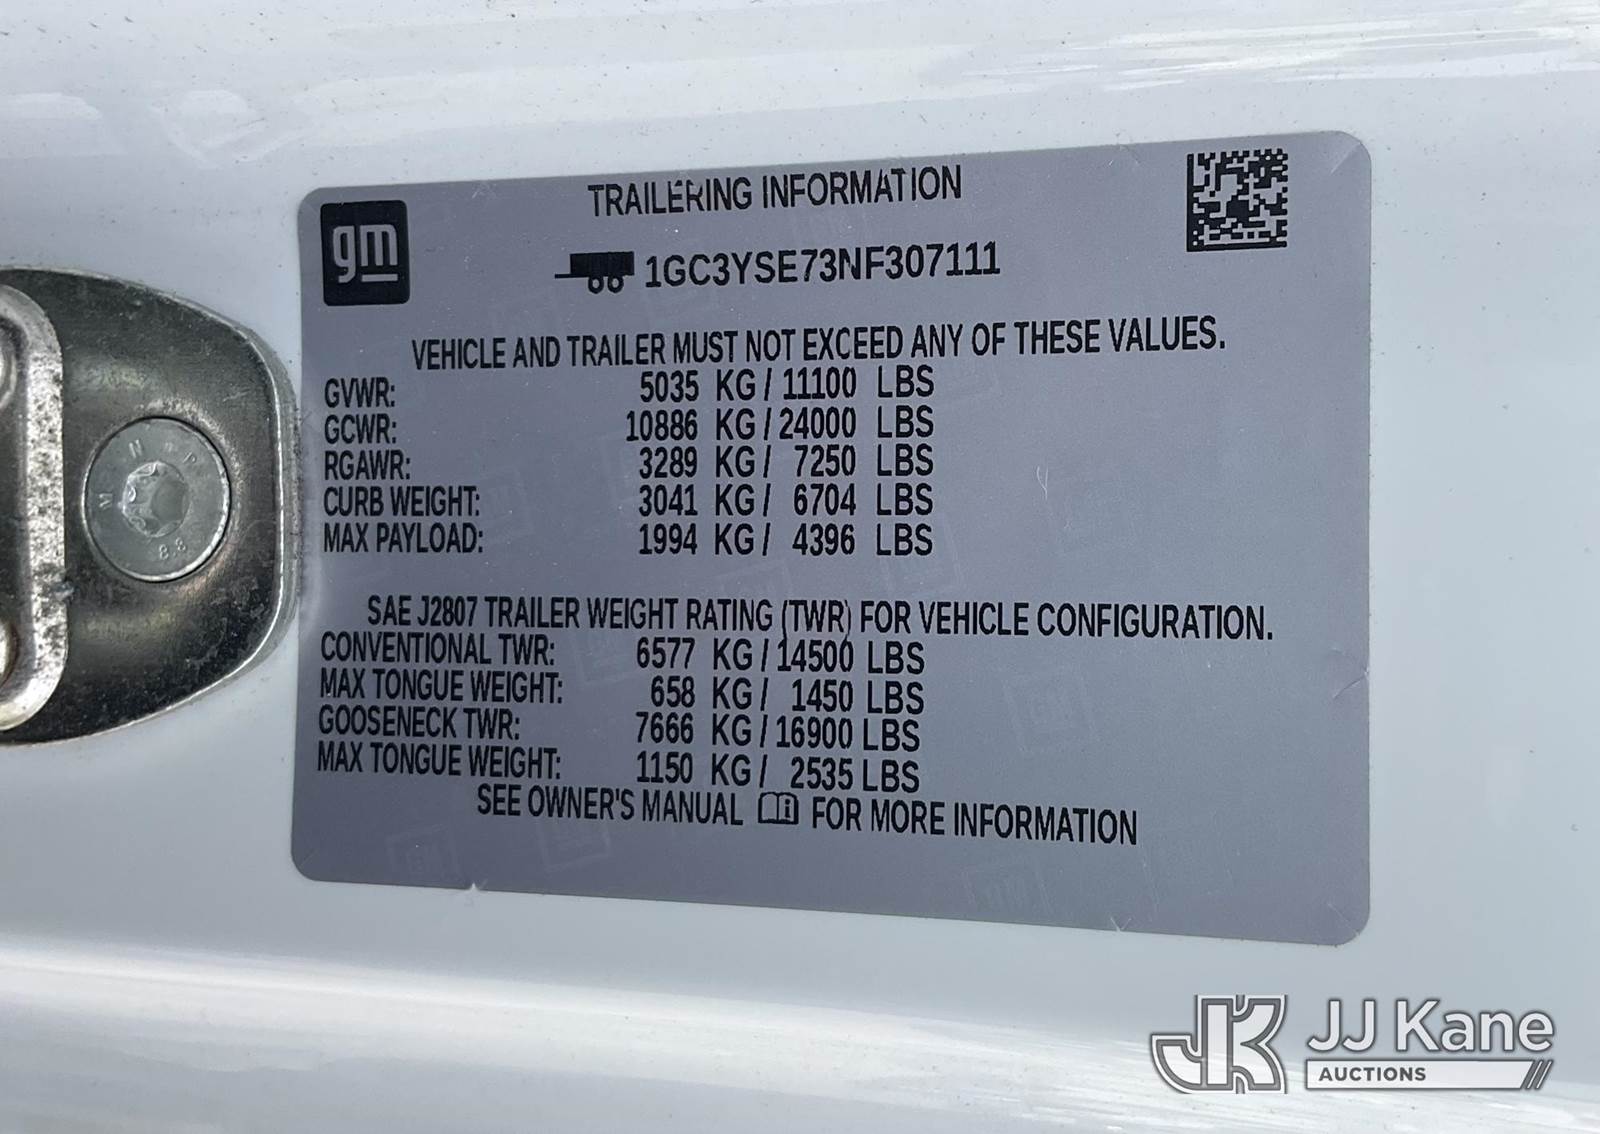 gm
TRAILERING INFORMATION
1GC3YSE73NF307111
VEHICLE AND TRAILER MUST NOT EXCEED ANY OF THESE VALUES.
GVWR: 5035 KG / 11100 LBS
GCWR: 10886 KG / 24000 LBS
RGAWR: 3289 KG / 7250 LBS
CURB WEIGHT: 3041 KG / 6704 LBS
MAX PAYLOAD: 1994 KG / 4396 LBS
SAE J2807 TRAILER WEIGHT RATING (TWR) FOR VEHICLE CONFIGURATION.
CONVENTIONAL TWR: 6577 KG / 14500 LBS
MAX TONGUE WEIGHT: 658 KG / 1450 LBS
GOOSENECK TWR: 7666 KG / 16900 LBS
MAX TONGUE WEIGHT: 1150 KG / 2535 LBS
SEE OWNER'S MANUAL FOR MORE INFORMATION
8.8
JK JJ Kane
AUCTIONS